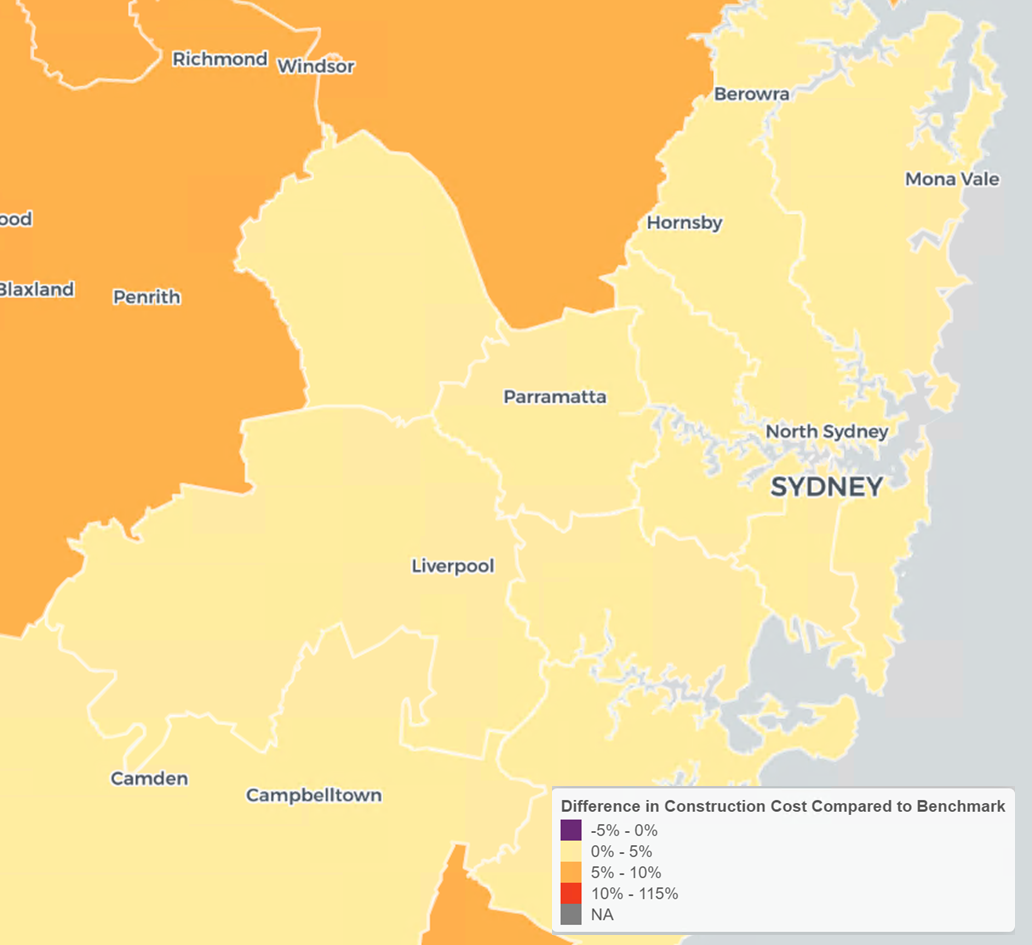 Richmond
Windsor
Berowra
Mona Vale
ood
Hornsby
Blaxland
Penrith
Parramatta
North Sydney
SYDNEY
Liverpool
Camden
Campbelltown
Difference in Construction Cost Compared to Benchmark
-5% - 0%
0% - 5%
5% - 10%
10% - 115%
NA